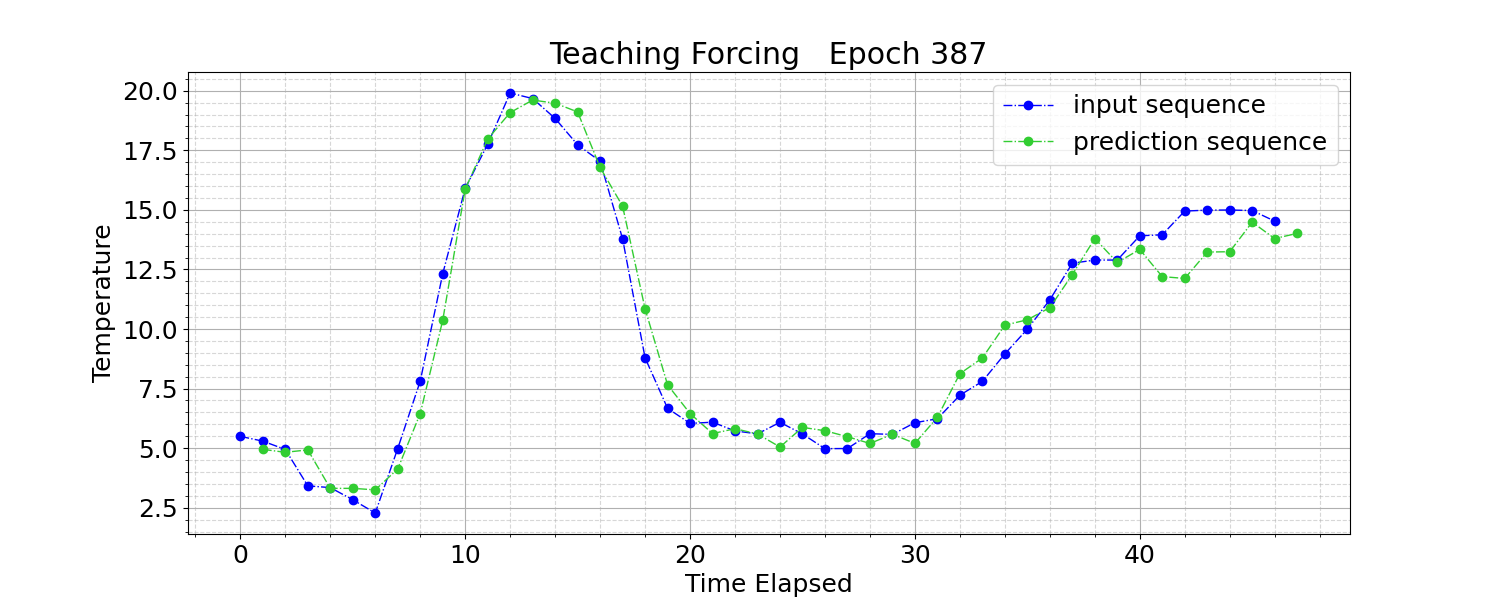 Teaching Forcing   Epoch 387
20.0
17.5
15.0
12.5
10.0
7.5
5.0
2.5
Temperature
input sequence
prediction sequence
0 10 20 30 40
Time Elapsed